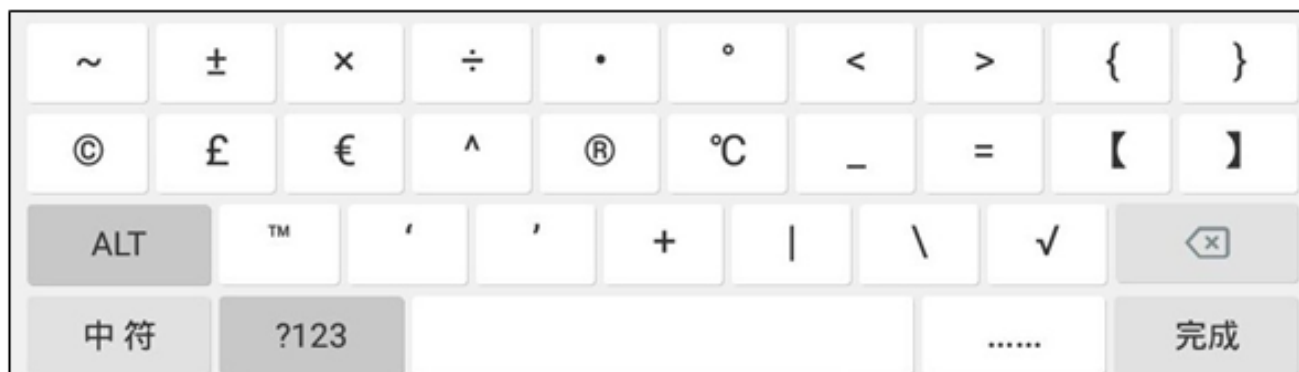 ~ ± × ÷ • ° < > { }
© £ € ^ ® ℃ _ = 【 】
ALT ™ ‘ ’ + | \ √
中符 ?123 …… 完成